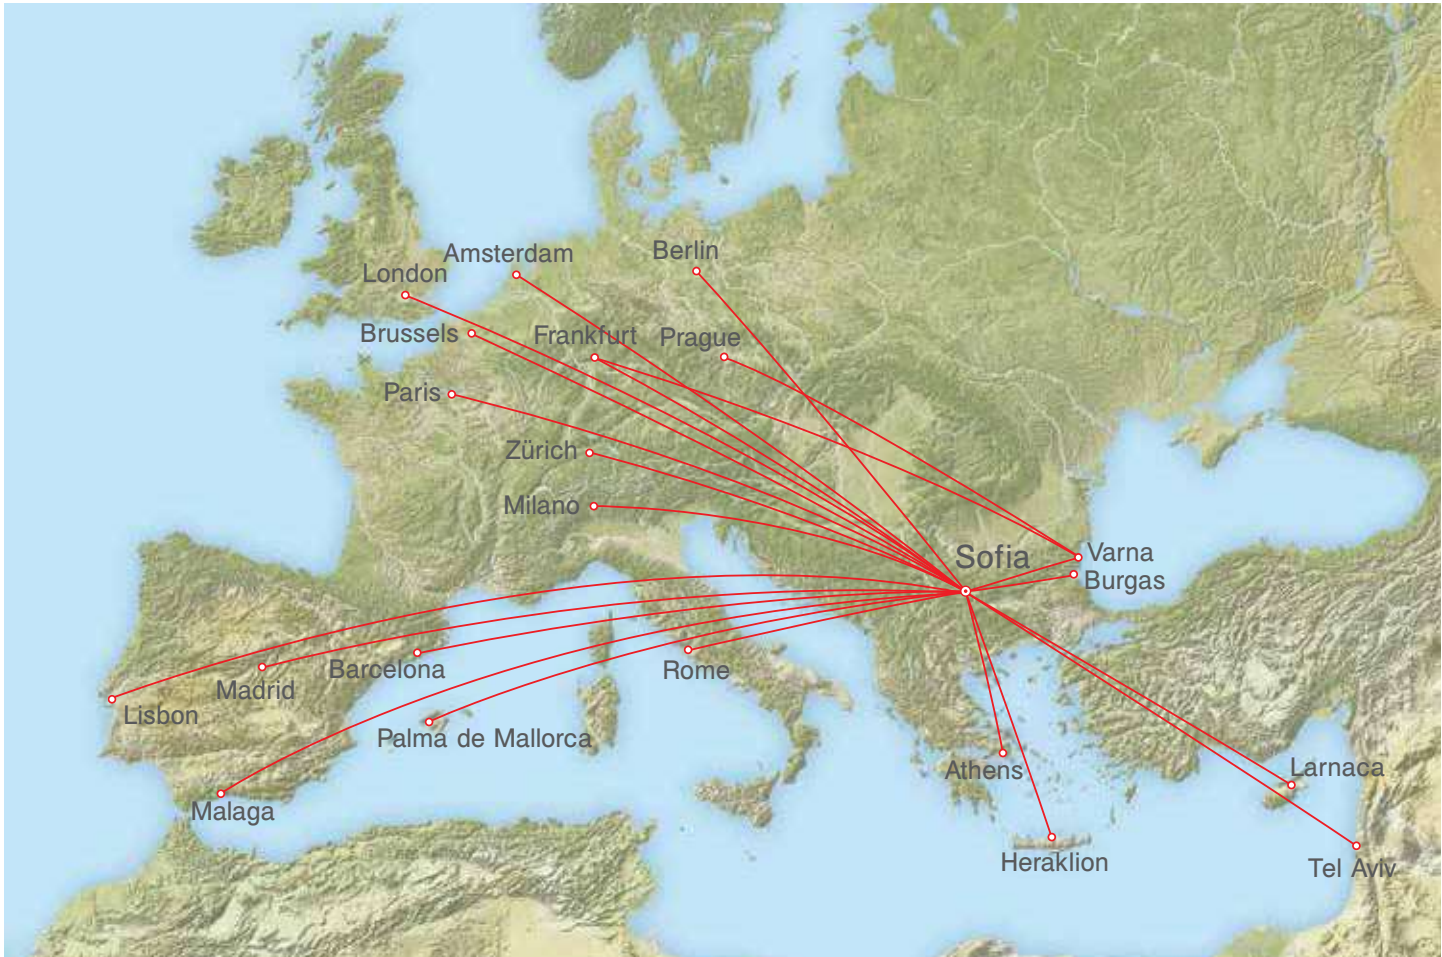 Amsterdam
Berlin
London
Brussels
Frankfurt
Prague
Paris
Zürich
Milano
Sofia
Varna
Burgas
Barcelona
Rome
Madrid
Lisbon
Palma de Mallorca
Athens
Larnaca
Malaga
Heraklion
Tel Aviv